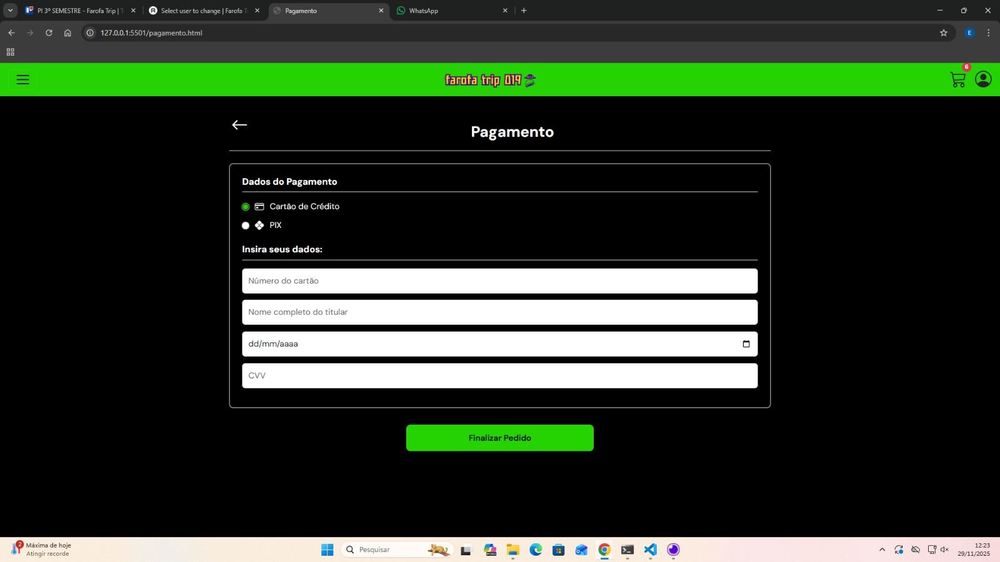 PI 3º SEMESTRE - Farofa Trip |
Select user to change | Farofa
Pagamento
WhatsApp
127.0.0.1:5501/pagamento.html
E
farofa trip 019
6
Pagamento
Dados do Pagamento
Cartão de Crédito
PIX
Insira seus dados:
Número do cartão
Nome completo do titular
dd/mm/aaaa
CVV
Finalizar Pedido
2
Máxima de hoje
Atingir recorde
Pesquisar
M365
12:23
29/11/2025